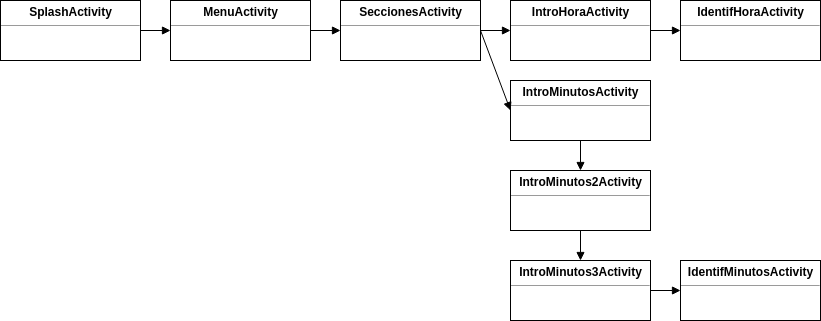 SplashActivity
MenuActivity
SeccionesActivity
IntroHoraActivity
IdentifHoraActivity
IntroMinutosActivity
IntroMinutos2Activity
IntroMinutos3Activity
IdentifMinutosActivity